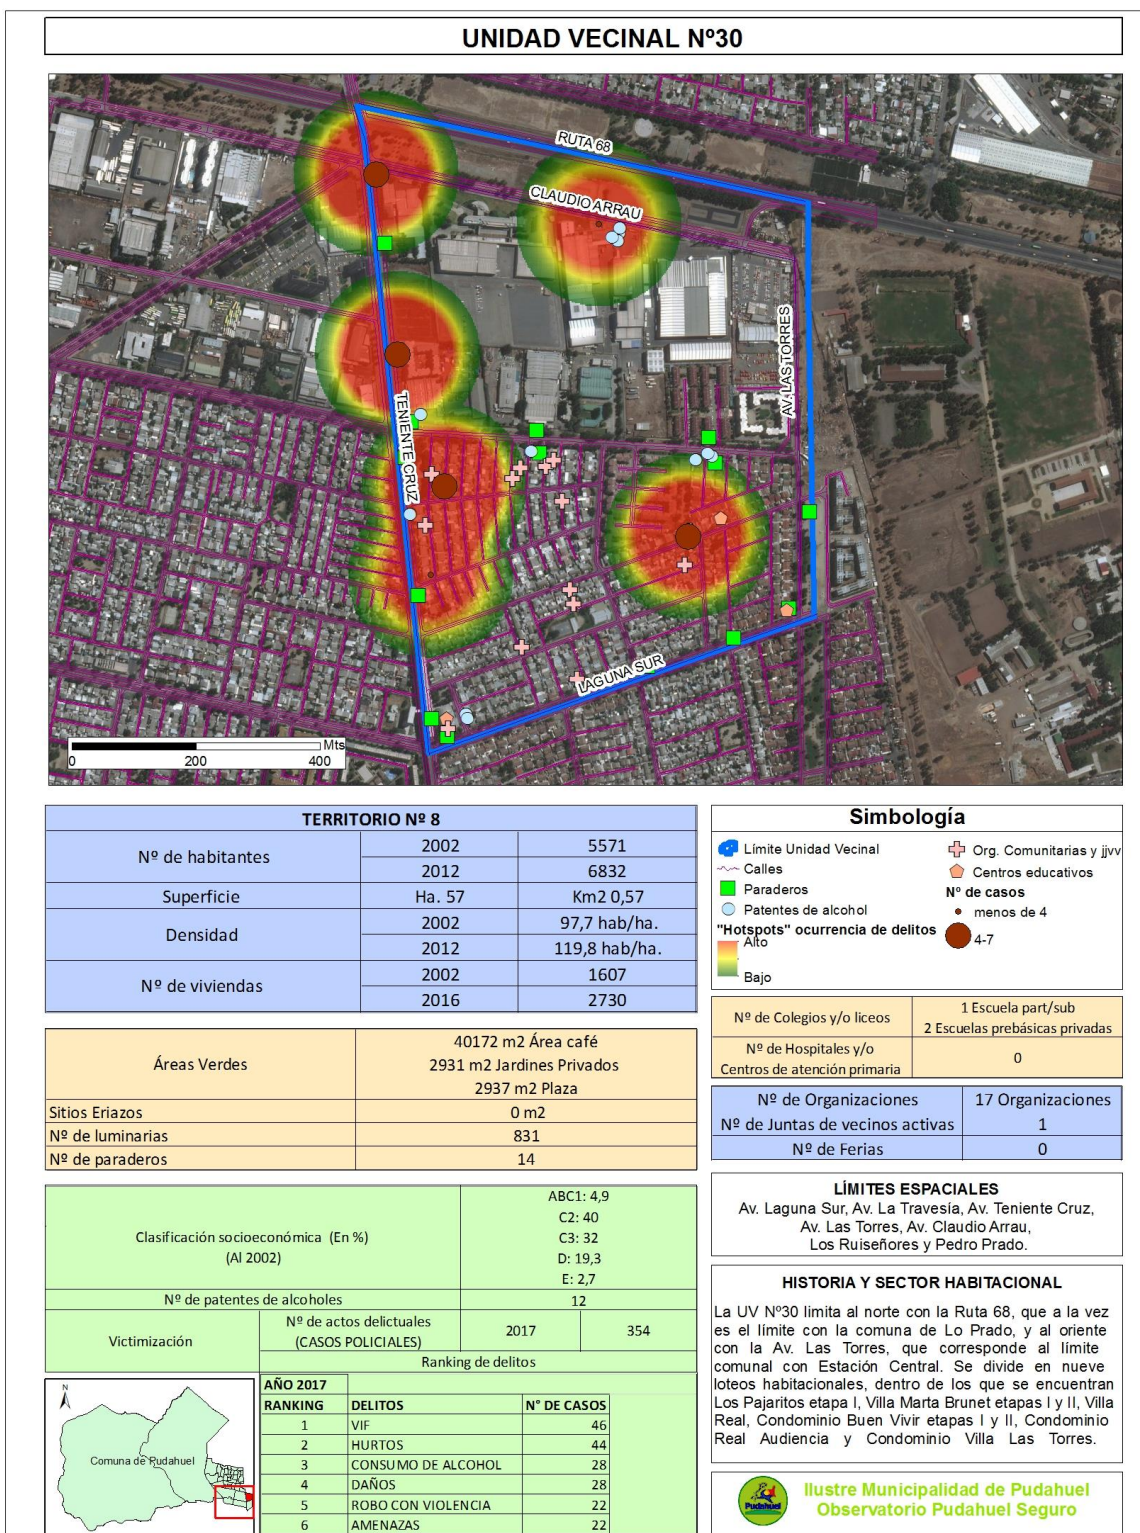 UNIDAD VECINAL Nº30
RUTA 68
CLAUDIO ARRAU
AV. LAS TORRES
TENIENTE CRUZ
LAGUNA SUR
Mts
0 200 400
TERRITORIO Nº 8
Nº de habitantes 2002 5571
2012 6832
Superficie Ha. 57 Km2 0,57
Densidad 2002 97,7 hab/ha.
2012 119,8 hab/ha.
Nº de viviendas 2002 1607
2016 2730
Áreas Verdes
40172 m2 Área café
2931 m2 Jardines Privados
2937 m2 Plaza
Sitios Eriazos 0 m2
Nº de luminarias 831
Nº de paraderos 14
Clasificación socioeconómica (En %)
(Al 2002)
ABC1: 4,9
C2: 40
C3: 32
D: 19,3
E: 2,7
Nº de patentes de alcoholes 12
Victimización
Nº de actos delictuales
(CASOS POLICIALES)
2017 354
Ranking de delitos
AÑO 2017
RANKING DELITOS N° DE CASOS
1 VIF 46
2 HURTOS 44
3 CONSUMO DE ALCOHOL 28
4 DAÑOS 28
5 ROBO CON VIOLENCIA 22
6 AMENAZAS 22
N
Comuna de Pudahuel
Simbología
Límite Unidad Vecinal
Calles
Paraderos
Patentes de alcohol
"Hotspots" ocurrencia de delitos
Alto
Bajo
Org. Comunitarias y jjvv
Centros educativos
Nº de casos
menos de 4
4-7
Nº de Colegios y/o liceos
1 Escuela part/sub
2 Escuelas prebásicas privadas
Nº de Hospitales y/o
Centros de atención primaria
0
Nº de Organizaciones 17 Organizaciones
Nº de Juntas de vecinos activas 1
Nº de Ferias 0
LÍMITES ESPACIALES
Av. Laguna Sur, Av. La Travesía, Av. Teniente Cruz,
Av. Las Torres, Av. Claudio Arrau,
Los Ruiseñores y Pedro Prado.
HISTORIA Y SECTOR HABITACIONAL
La UV Nº30 limita al norte con la Ruta 68, que a la vez
es el límite con la comuna de Lo Prado, y al oriente
con la Av. Las Torres, que corresponde al límite
comunal con Estación Central. Se divide en nueve
loteos habitacionales, dentro de los que se encuentran
Los Pajaritos etapa I, Villa Marta Brunet etapas I y II, Villa
Real, Condominio Buen Vivir etapas I y II, Condominio
Real Audiencia y Condominio Villa Las Torres.
Pudahuel
Ilustre Municipalidad de Pudahuel
Observatorio Pudahuel Seguro